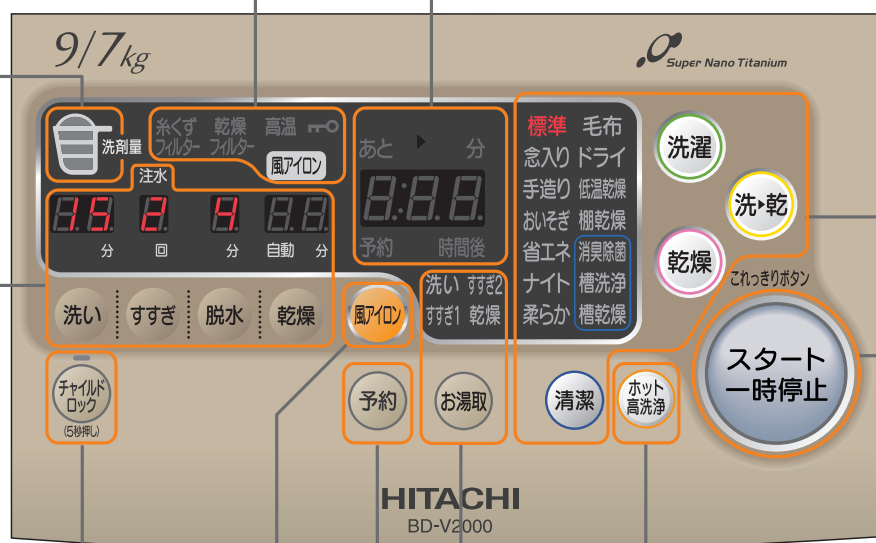 9/7kg
Super Nano Titanium
洗剤量
糸くずフィルター
乾燥フィルター
高温
風アイロン
注水
15 2 4 8.8.
分 回 分 自動 分
あと 分
8:8.8.
予約 時間後
標準 毛布
念入り ドライ
手造り 低温乾燥
おいそぎ 棚乾燥
省エネ 消臭除菌
ナイト 槽洗浄
柔らか 槽乾燥
洗濯
洗▸乾
乾燥
これっきりボタン
洗い すすぎ 脱水 乾燥
風アイロン
洗い すすぎ2
すすぎ1 乾燥
スタート
一時停止
チャイルド
ロック
(5秒押し)
予約
お湯取
清潔
ホット
高洗浄
HITACHI
BD-V2000